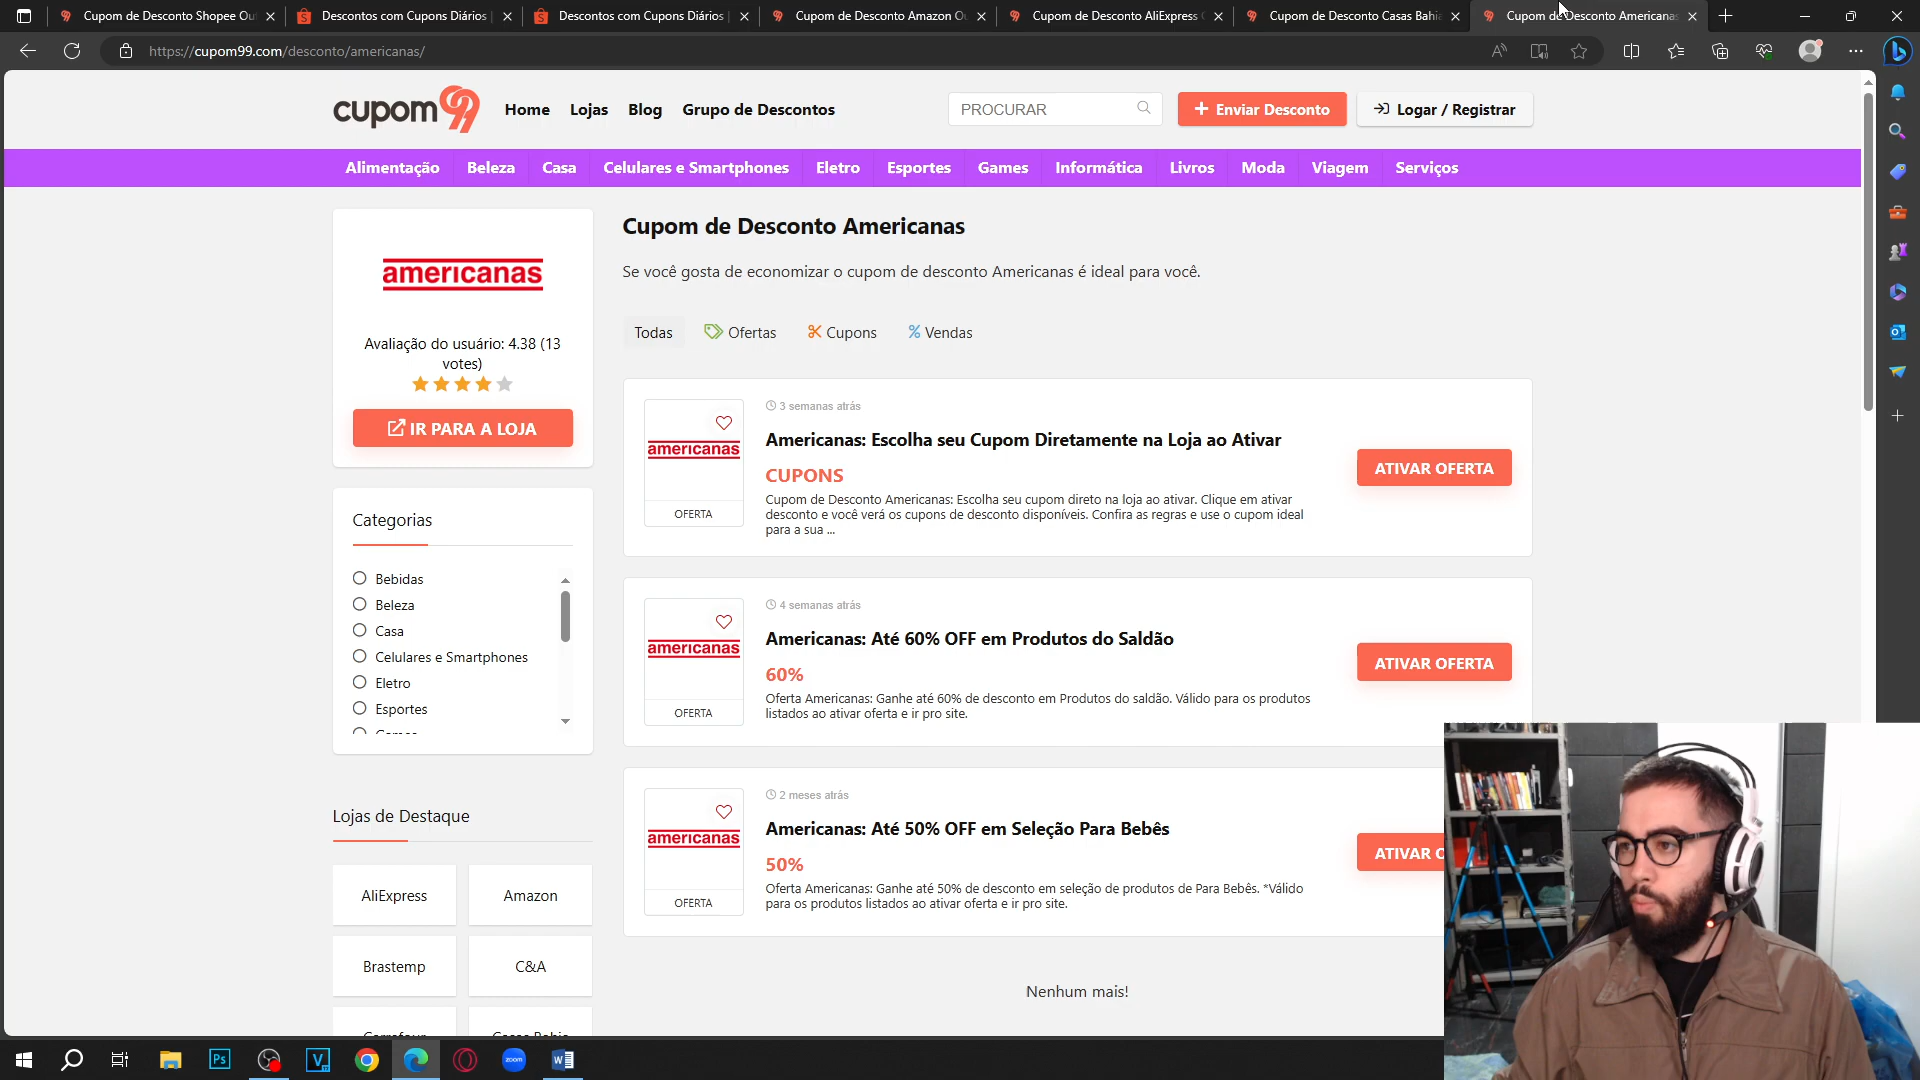 Cupom de Desconto Shopee Ou
Descontos com Cupons Diários
Descontos com Cupons Diários
Cupom de Desconto Amazon O
Cupom de Desconto AliExpress
Cupom de Desconto Casas Bahia
Cupom de Desconto Americanas
https://cupom99.com/desconto/americanas/
cupom99
Home
Lojas
Blog
Grupo de Descontos
PROCURAR
Enviar Desconto
Logar / Registrar
Alimentação
Beleza
Casa
Celulares e Smartphones
Eletro
Esportes
Games
Informática
Livros
Moda
Viagem
Serviços
americanas
Avaliação do usuário: 4.38 (13
votes)
IR PARA A LOJA
Categorias
Bebidas
Beleza
Casa
Celulares e Smartphones
Eletro
Esportes
Games
Lojas de Destaque
AliExpress
Amazon
Brastemp
C&A
Carrefour
Casas Bahia
Cupom de Desconto Americanas
Se você gosta de economizar o cupom de desconto Americanas é ideal para você.
Todas
Ofertas
Cupons
Vendas
americanas
OFERTA
3 semanas atrás
Americanas: Escolha seu Cupom Diretamente na Loja ao Ativar
CUPONS
Cupom de Desconto Americanas: Escolha seu cupom direto na loja ao ativar. Clique em ativar
desconto e você verá os cupons de desconto disponíveis. Confira as regras e use o cupom ideal
para a sua ...
ATIVAR OFERTA
americanas
OFERTA
4 semanas atrás
Americanas: Até 60% OFF em Produtos do Saldão
60%
Oferta Americanas: Ganhe até 60% de desconto em Produtos do saldão. Válido para os produtos
listados ao ativar oferta e ir pro site.
ATIVAR OFERTA
americanas
OFERTA
2 meses atrás
Americanas: Até 50% OFF em Seleção Para Bebês
50%
Oferta Americanas: Ganhe até 50% de desconto em seleção de produtos de Para Bebês. *Válido
para os produtos listados ao ativar oferta e ir pro site.
ATIVAR O
Nenhum mais!
Ps
V
zoom
W